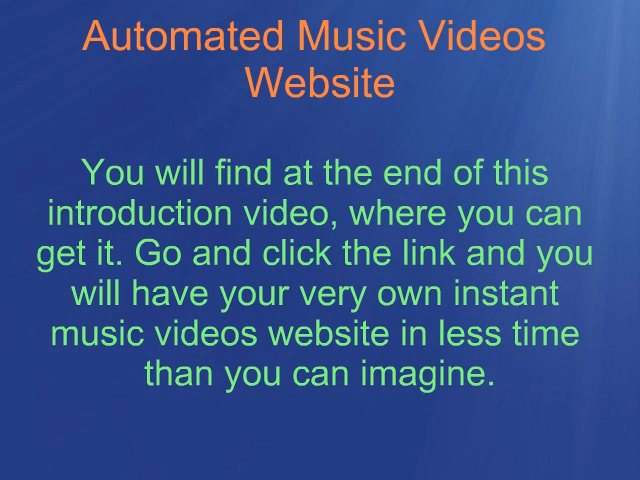 Automated Music Videos
Website
You will find at the end of this
introduction video, where you can
get it. Go and click the link and you
will have your very own instant
music videos website in less time
than you can imagine.